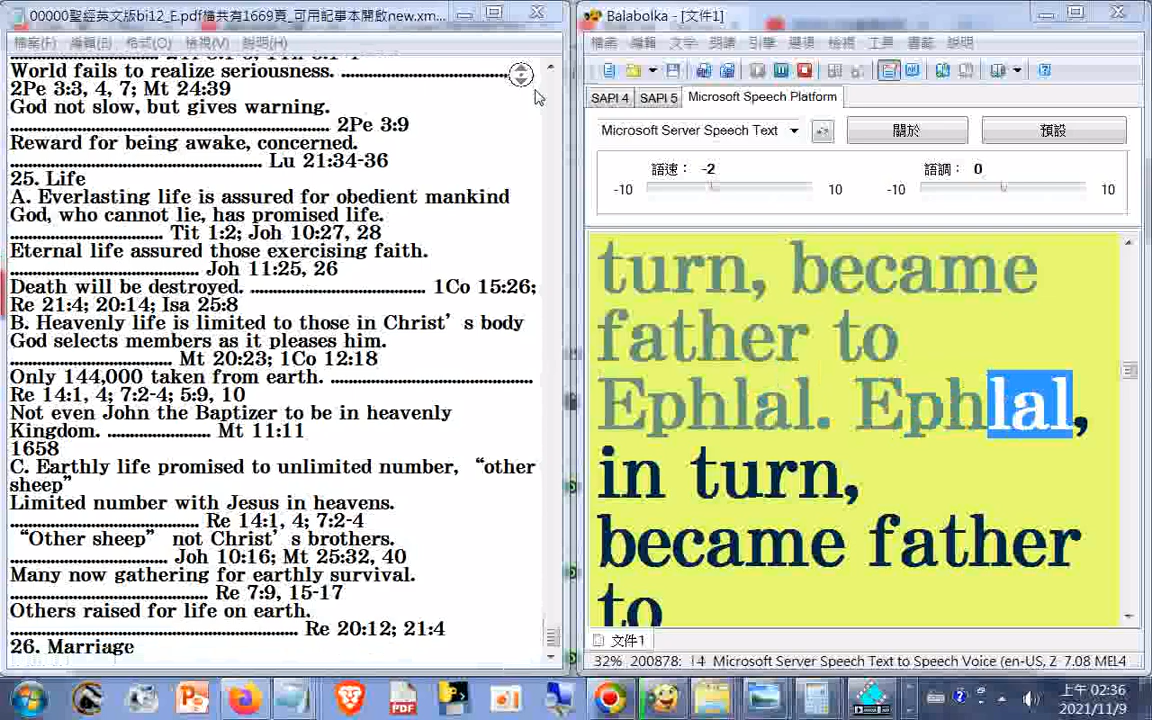 00000聖經英文版bi12_E.pdf檔共有1669頁_可用記事本開啟new.xm...
檔案(F) 編輯(E) 格式(O) 檢視(V) 說明(H)
World fails to realize seriousness. ........................................
2Pe 3:3, 4, 7; Mt 24:39
God not slow, but gives warning.
........................................ 2Pe 3:9
Reward for being awake, concerned.
........................................ Lu 21:34-36
25. Life
A. Everlasting life is assured for obedient mankind
God, who cannot lie, has promised life.
........................................ Tit 1:2; Joh 10:27, 28
Eternal life assured those exercising faith.
........................................ Joh 11:25, 26
Death will be destroyed. ........................................ 1Co 15:26;
Re 21:4; 20:14; Isa 25:8
B. Heavenly life is limited to those in Christ’s body
God selects members as it pleases him.
........................................ Mt 20:23; 1Co 12:18
Only 144,000 taken from earth. ........................................
Re 14:1, 4; 7:2-4; 5:9, 10
Not even John the Baptizer to be in heavenly
Kingdom. ........................ Mt 11:11
1658
C. Earthly life promised to unlimited number, “other
sheep”
Limited number with Jesus in heavens.
........................................ Re 14:1, 4; 7:2-4
“Other sheep” not Christ’s brothers.
........................................ Joh 10:16; Mt 25:32, 40
Many now gathering for earthly survival.
........................................ Re 7:9, 15-17
Others raised for life on earth.
........................................ Re 20:12; 21:4
26. Marriage
Balabolka - [文件1]
檔案 編輯 文字 朗讀 引擎 選項 檢視 工具 書籤 說明
SAPI 4 SAPI 5 Microsoft Speech Platform
Microsoft Server Speech Text 關於 預設
語速： -2 語調： 0
-10 10 -10 10
turn, became
father to
Ephlal. Ephlal,
in turn,
became father
to
文件1
32% 200878: 14 Microsoft Server Speech Text to Speech Voice (en-US, Z 7.08 MEL4
上午 02:36
2021/11/9